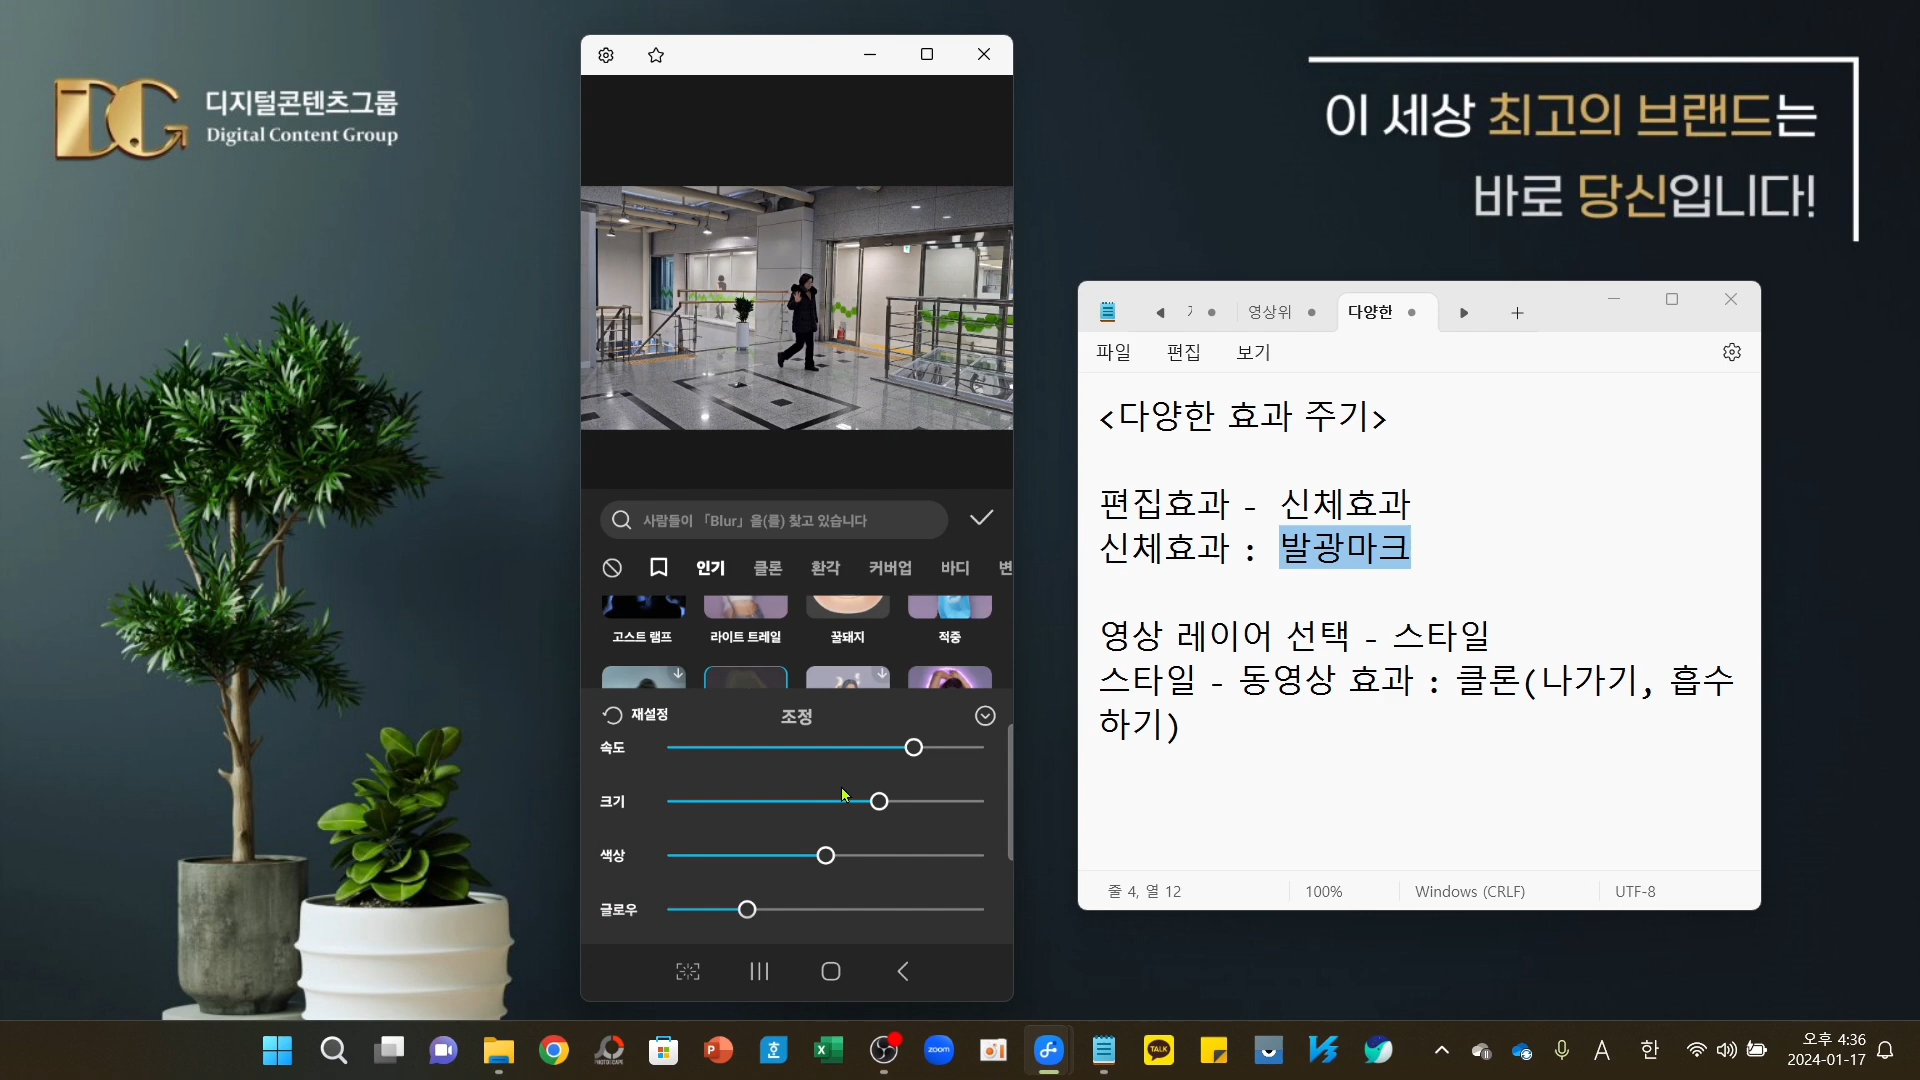 디지털콘텐츠그룹
Digital Content Group
이 세상 최고의 브랜드는
바로 당신입니다!
사람들이 「Blur」을(를) 찾고 있습니다
인기 클론 환각 커버업 바디 변
고스트 램프 라이트 트레일 꿀돼지 적중
재설정 조정
속도
크기
색상
글로우
영상위 다양한
파일 편집 보기
<다양한 효과 주기>
편집효과 - 신체효과
신체효과 : 발광마크
영상 레이어 선택 - 스타일
스타일 - 동영상 효과 : 클론(나가기, 흡수
하기)
줄 4, 열 12 100% Windows (CRLF) UTF-8
zoom
TALK
A 한
오후 4:36
2024-01-17